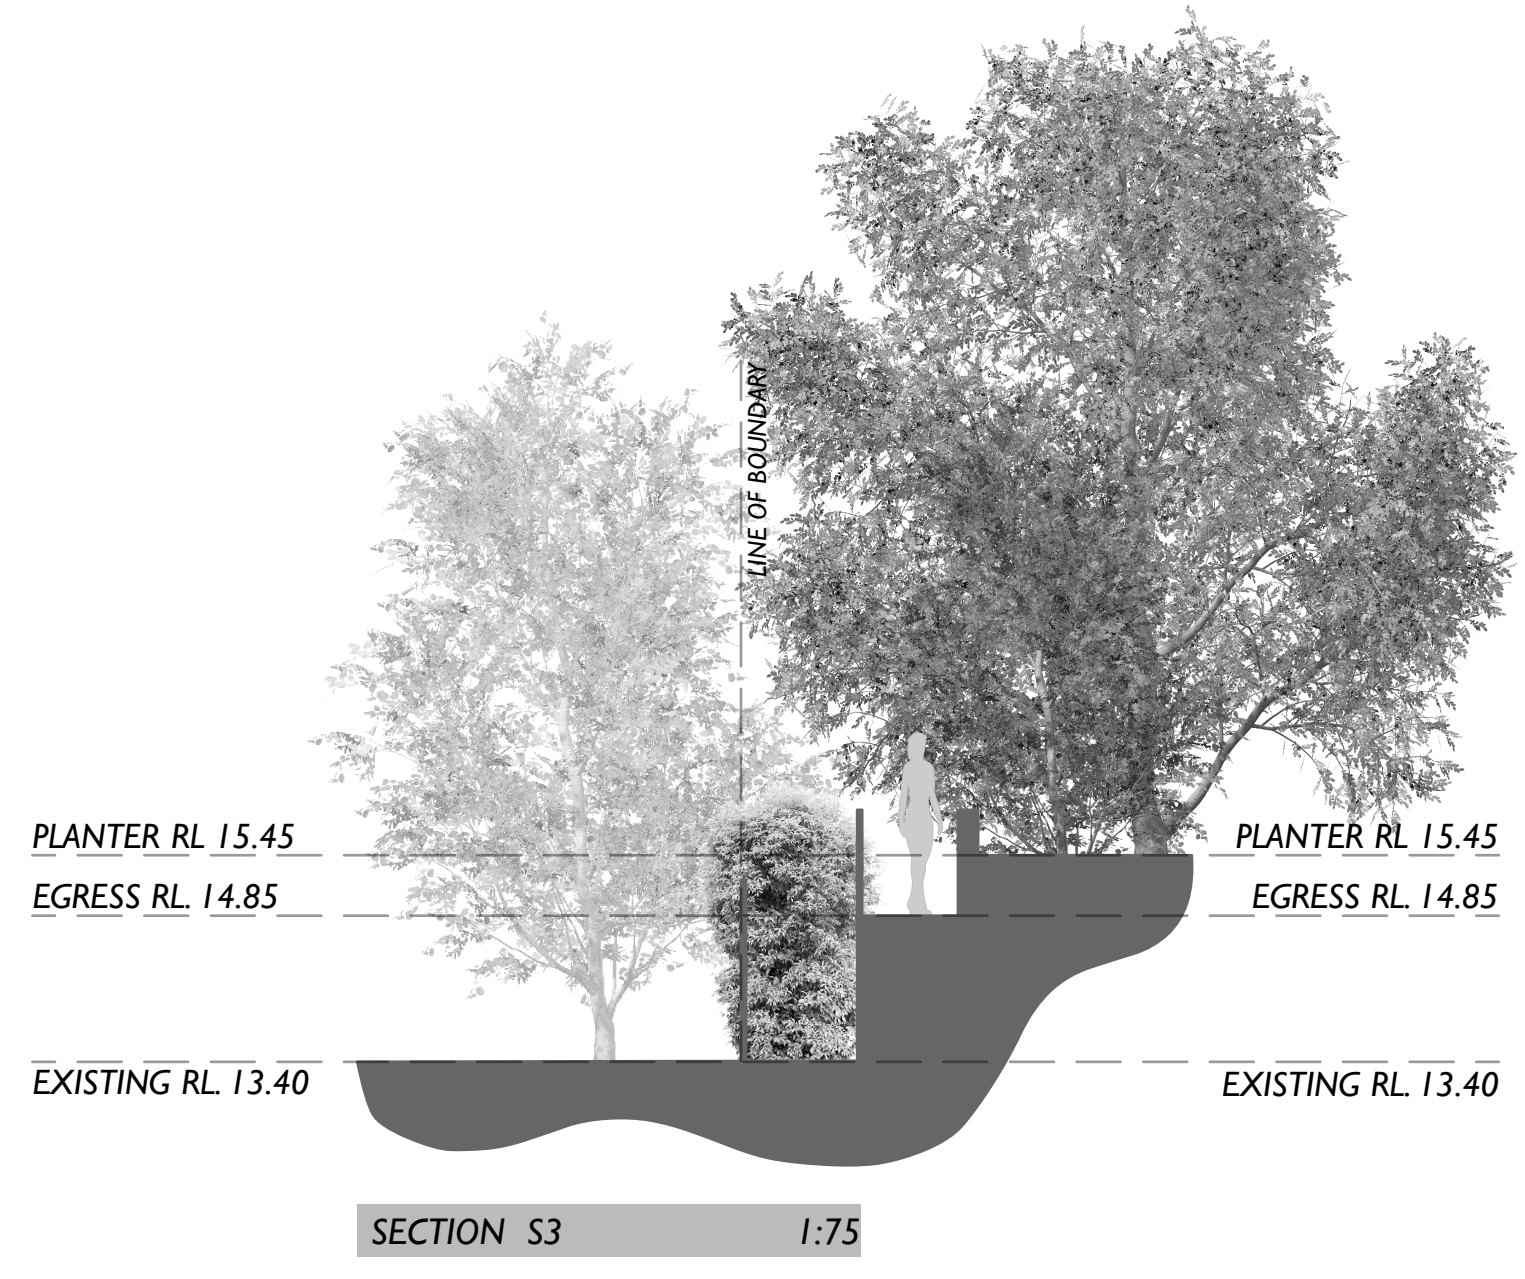 LINE OF BOUNDARY
PLANTER RL 15.45
PLANTER RL 15.45
EGRESS RL. 14.85
EGRESS RL. 14.85
EXISTING RL. 13.40
EXISTING RL. 13.40
SECTION S3 1:75